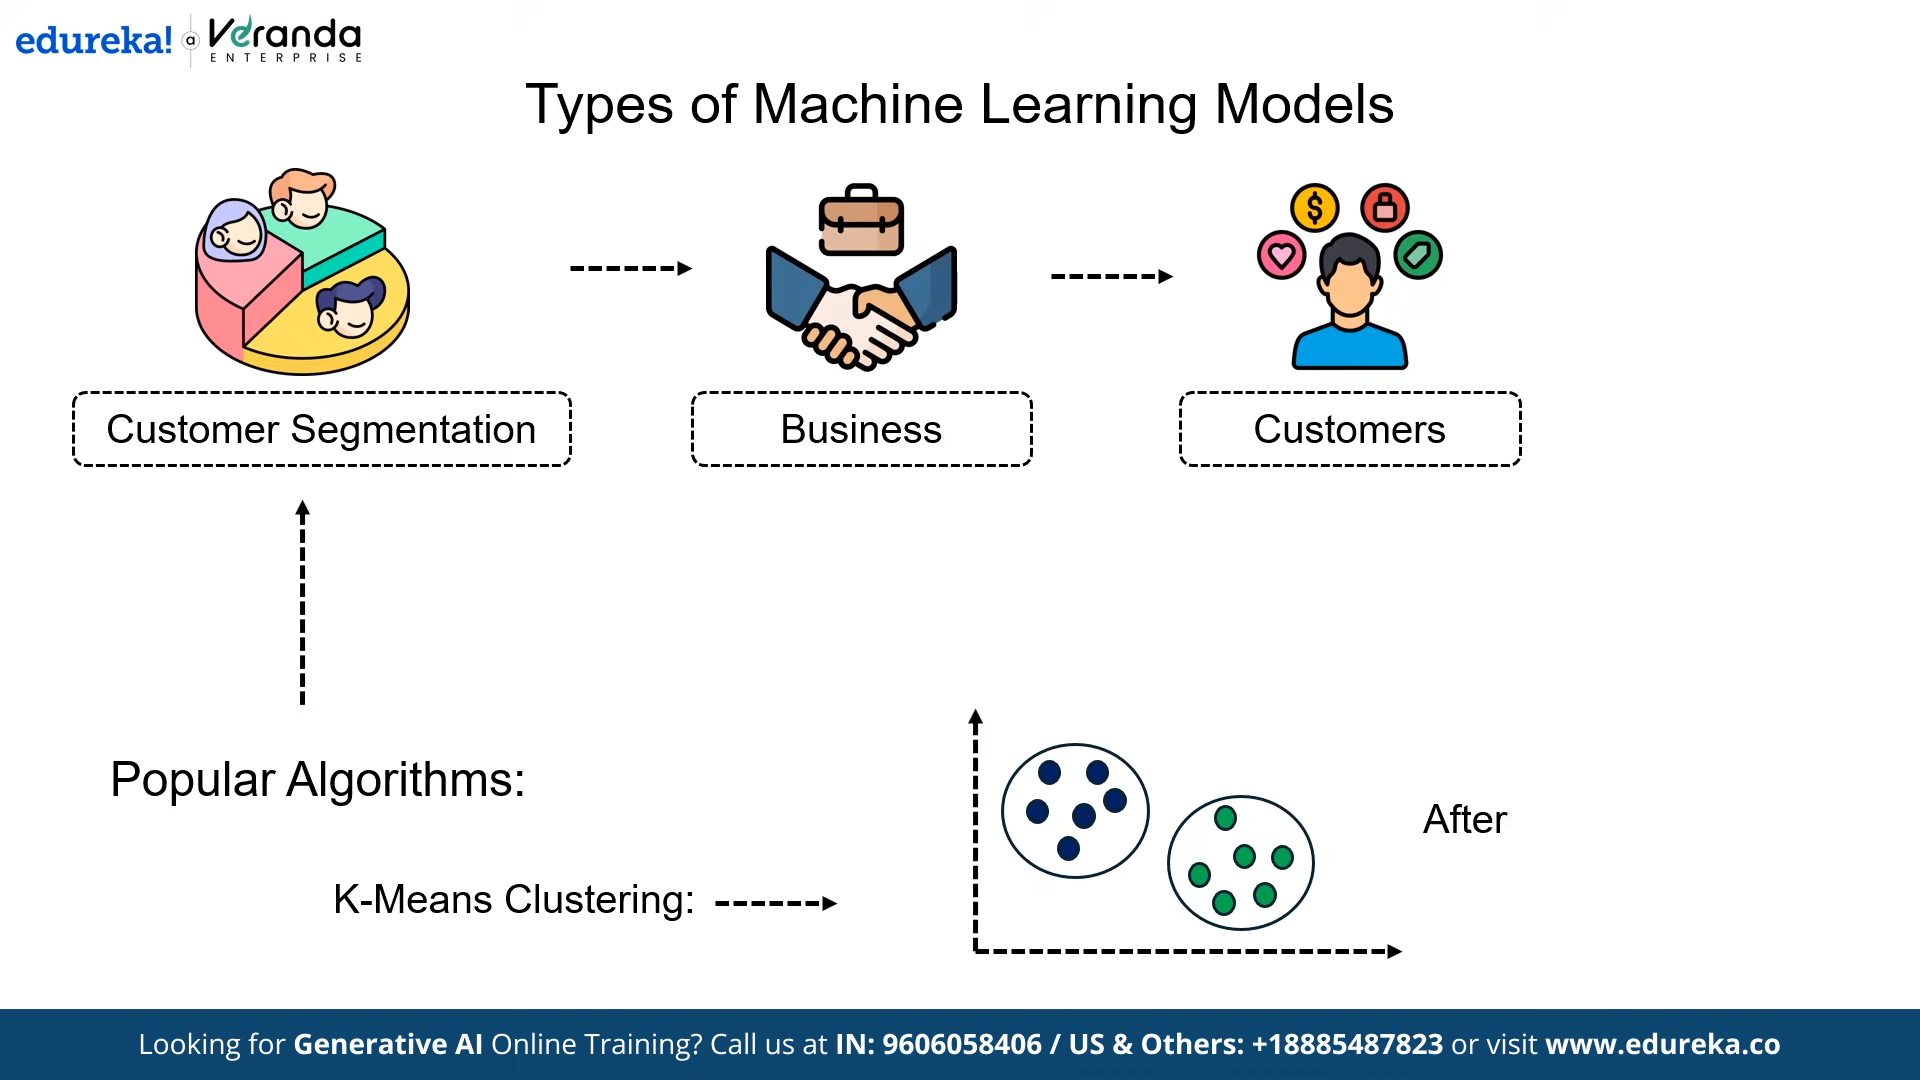 edureka! a Veranda
ENTERPRISE
Types of Machine Learning Models
$
Customer Segmentation
Business
Customers
Popular Algorithms:
After
K-Means Clustering:
Looking for Generative AI Online Training? Call us at IN: 9606058406 / US & Others: +18885487823 or visit www.edureka.co